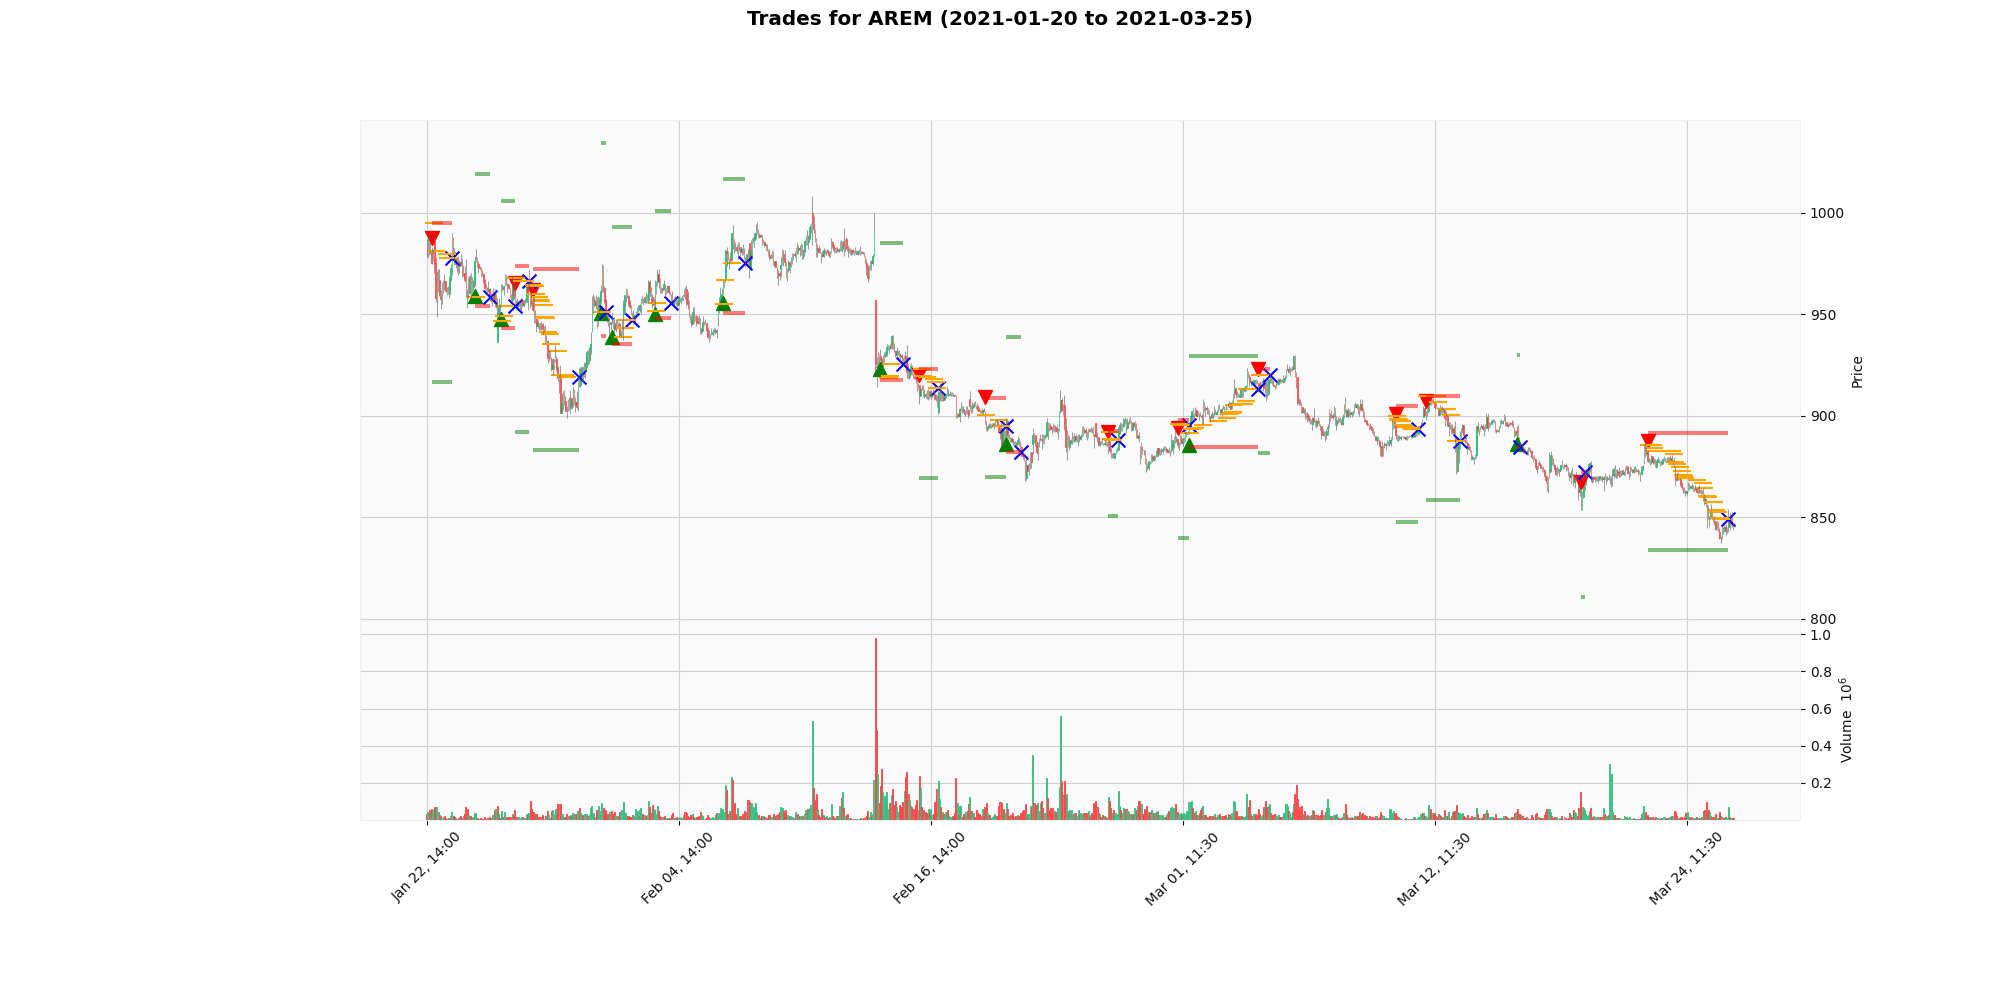 Trades for AREM (2021-01-20 to 2021-03-25)
1000
950
900
850
800
Price
1.0
0.8
0.6
0.4
0.2
Volume 10^6
Jan 22, 14:00
Feb 04, 14:00
Feb 16, 14:00
Mar 01, 11:30
Mar 12, 11:30
Mar 24, 11:30